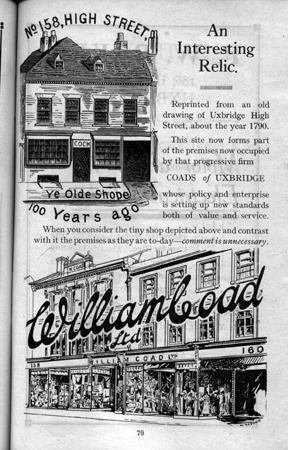 No 158, HIGH STREET,
COCH
Ye Olde Shope
100 Years ago
An
Interesting
Relic.
Reprinted from an old
drawing of Uxbridge High
Street, about the year 1790.
This site now forms part
of the premises now occupied
by that progressive firm
COADS of UXBRIDGE
whose policy and enterprise
is setting up new standards
both of value and service.
When you consider the tiny shop depicted above and contrast
with it the premises as they are to-day—comment is unnecessary.
William Coad
Ltd
WILLIAM COAD LTD
158
160
79